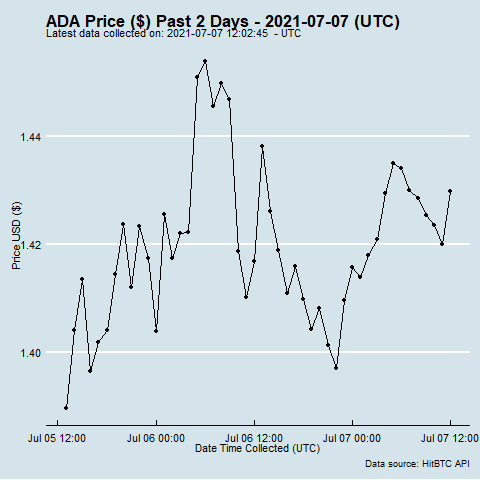 ADA Price ($) Past 2 Days - 2021-07-07 (UTC)
Latest data collected on: 2021-07-07 12:02:45 - UTC
Price USD ($)
1.44
1.42
1.40
Jul 05 12:00 Jul 06 00:00 Jul 06 12:00 Jul 07 00:00 Jul 07 12:00
Date Time Collected (UTC)
Data source: HitBTC API